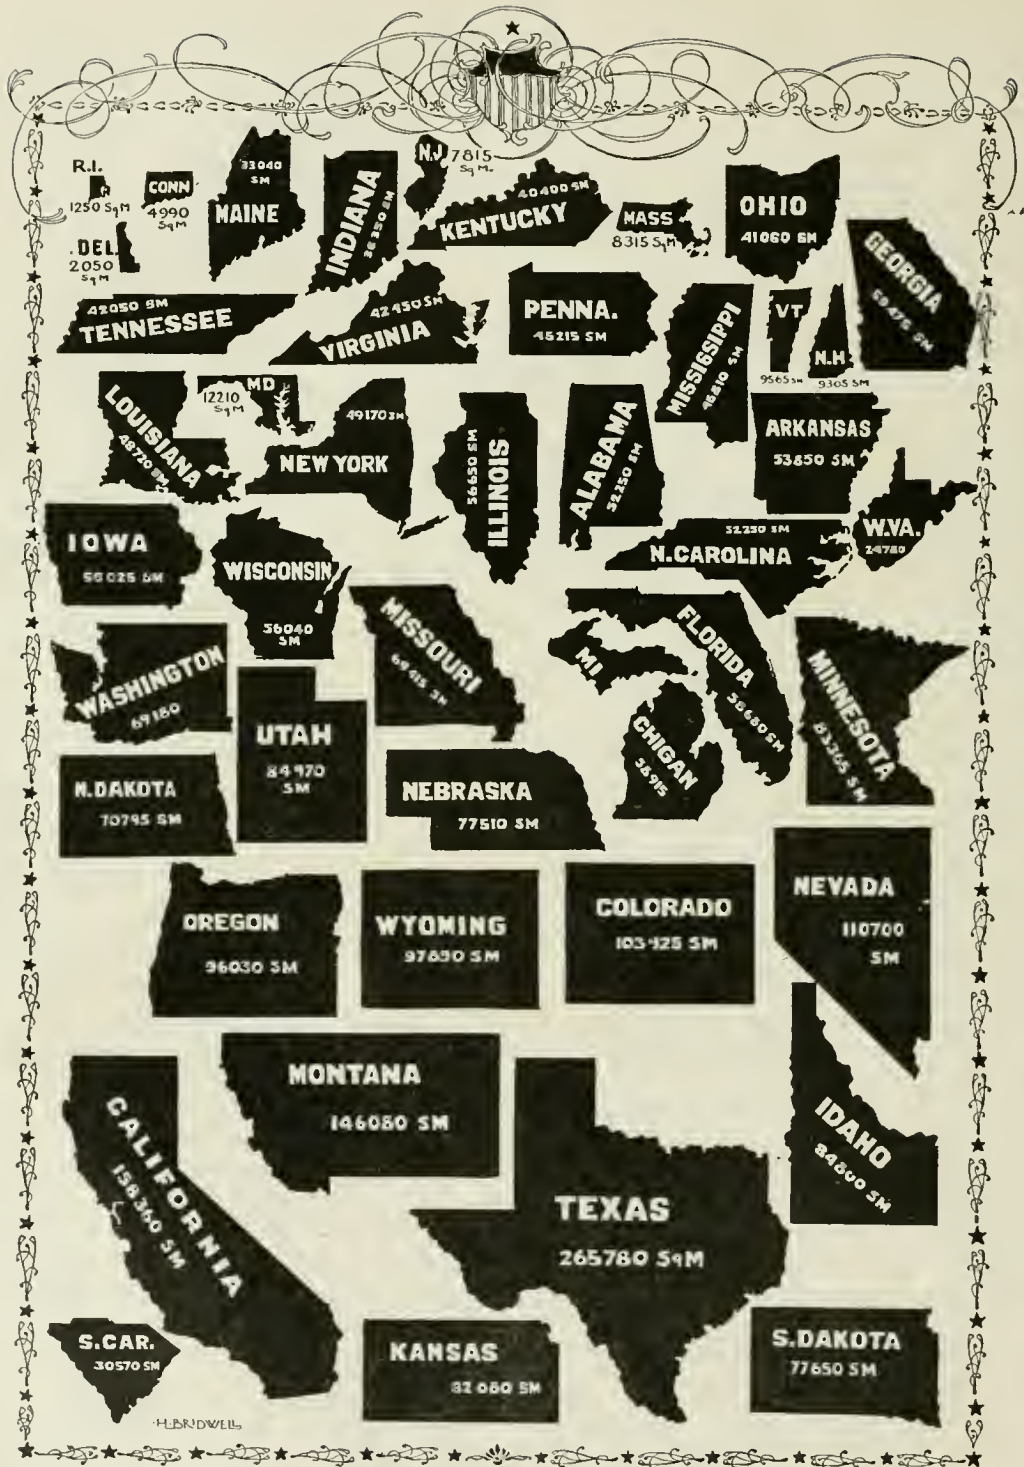 R.I.
1250 SqM
CONN
4990
SqM
33040
SM
MAINE
INDIANA
36350 SM
N.J.
7815
Sq M.
40400 SM
KENTUCKY
MASS
8315 SqM
OHIO
41060 SM
GEORGIA
59475 SM
DEL.
2050
Sq M
42050 SM
TENNESSEE
42450 SM
VIRGINIA
PENNA.
45215 SM
MISSISSIPPI
46810 SM
VT
9565 SM
N.H
9305 SM
LOUISIANA
48720 SM
MD
12210
SqM
49170 SM
NEW YORK
56650 SM
ILLINOIS
ALABAMA
52250 SM
ARKANSAS
53850 SM
W.VA.
24780
IOWA
56025 SM
WISCONSIN
56040
SM
52250 SM
N.CAROLINA
WASHINGTON
69180
UTAH
84970
SM
MISSOURI
69415 SM
MI
CHIGAN
58915
FLORIDA
58680 SM
MINNESOTA
83365 SM
N.DAKOTA
70795 SM
NEBRASKA
77510 SM
NEVADA
110700
SM
OREGON
96030 SM
WYOMING
97890 SM
COLORADO
103925 SM
MONTANA
146080 SM
CALIFORNIA
158360 SM
TEXAS
265780 SqM
IDAHO
84800 SM
S.CAR.
30570 SM
KANSAS
82080 SM
S.DAKOTA
77650 SM
H.BRIDWELL